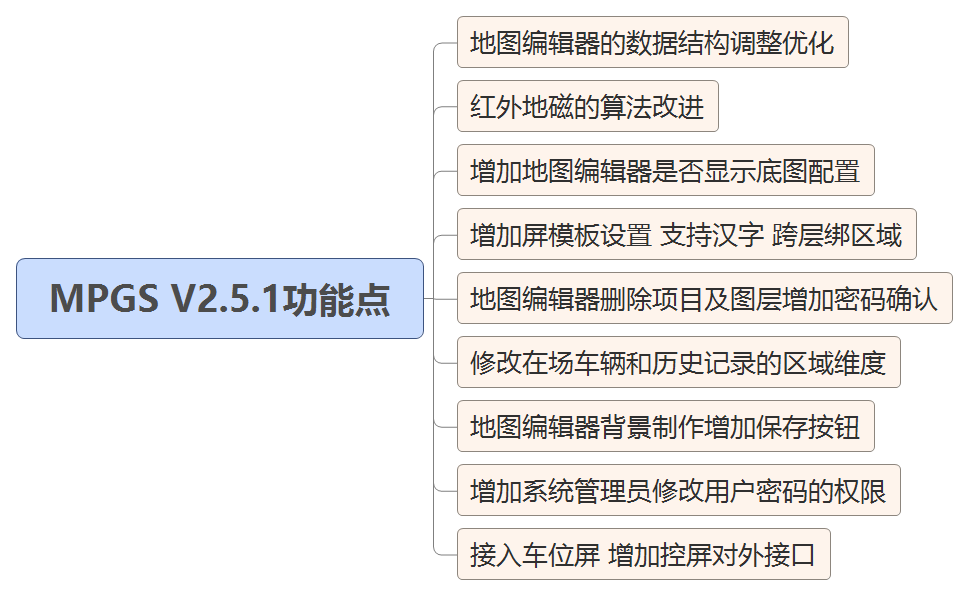 MPGS V2.5.1功能点
地图编辑器的数据结构调整优化
红外地磁的算法改进
增加地图编辑器是否显示底图配置
增加屏模板设置 支持汉字 跨层绑区域
地图编辑器删除项目及图层增加密码确认
修改在场车辆和历史记录的区域维度
地图编辑器背景制作增加保存按钮
增加系统管理员修改用户密码的权限
接入车位屏 增加控屏对外接口